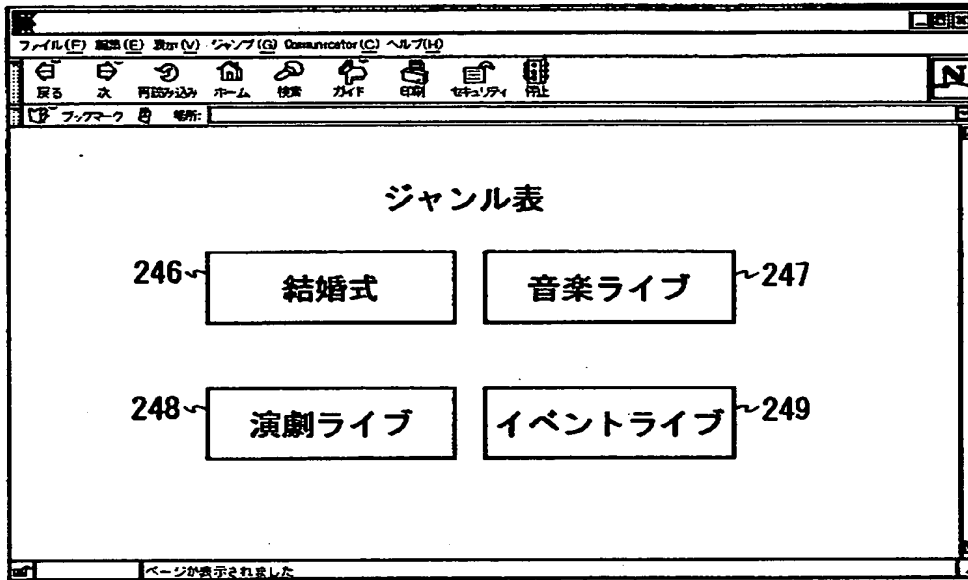 ファイル(F) 編集(E) 表示(V) ジャンプ(G) Communicator(C) ヘルプ(H)
戻る 次 再読み込み ホーム 検索 ガイド 印刷 セキュリティ 停止
N
ブックマーク 場所:
ジャンル表
246 結婚式 音楽ライブ 247
248 演劇ライブ イベントライブ 249
ページが表示されました